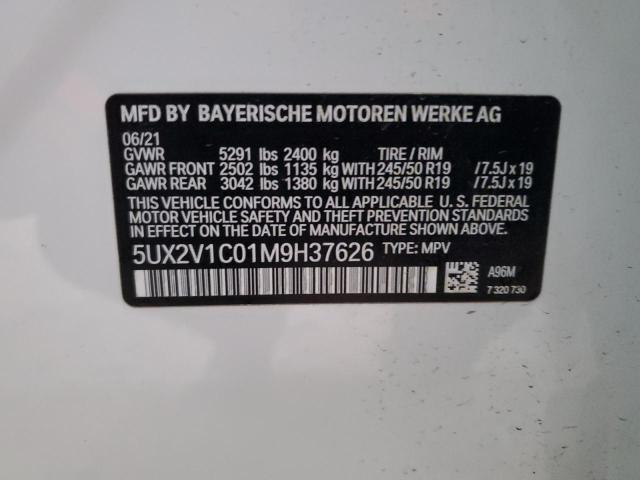 MFD BY BAYERISCHE MOTOREN WERKE AG
06/21
GVWR 5291 lbs 2400 kg TIRE / RIM
GAWR FRONT 2502 lbs 1135 kg WITH 245/50 R19 / 7.5J x 19
GAWR REAR 3042 lbs 1380 kg WITH 245/50 R19 / 7.5J x 19
THIS VEHICLE CONFORMS TO ALL APPLICABLE U. S. FEDERAL
MOTOR VEHICLE SAFETY STANDARDS
IN EFFECT ON THE DATE OF MANUFACTURE SHOWN ABOVE.
5UX2V1C01M9H37626 TYPE: MPV
A96M
7 320 730